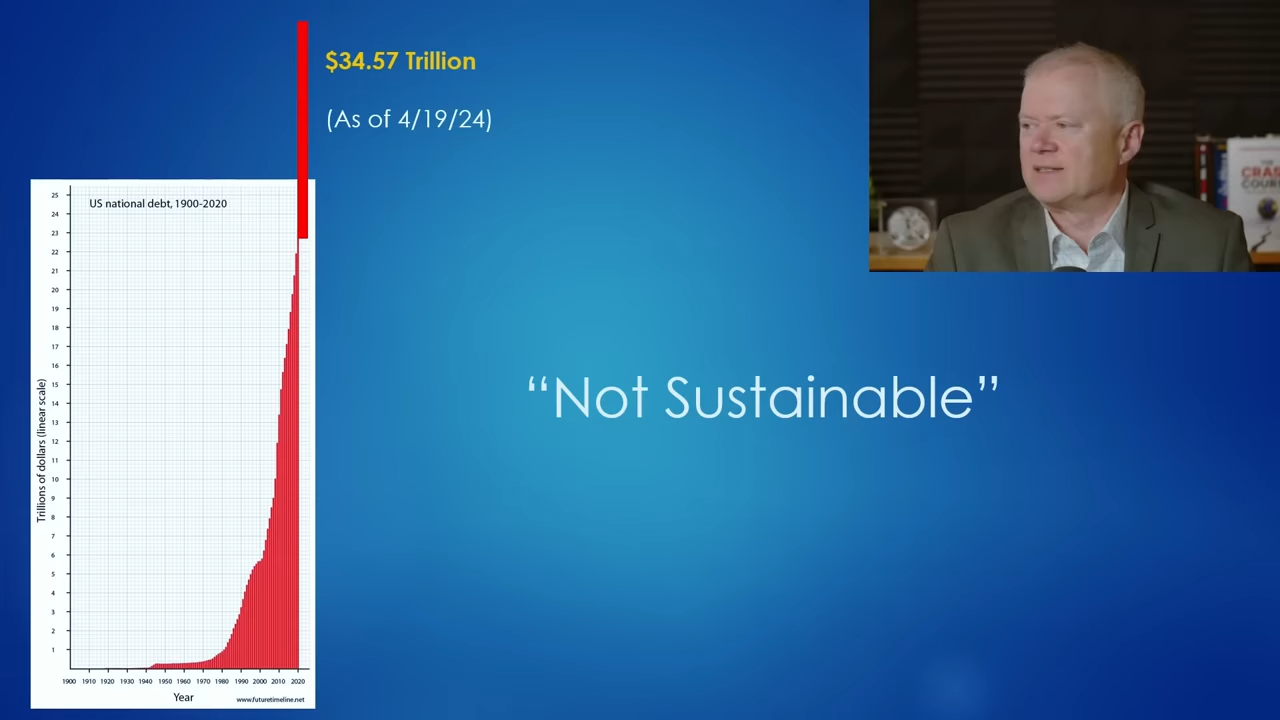 $34.57 Trillion
(As of 4/19/24)
US national debt, 1900-2020
25
24
23
22
21
20
19
18
17
16
15
14
13
12
11
10
9
8
7
6
5
4
3
2
1
Trillions of dollars (linear scale)
1900 1910 1920 1930 1940 1950 1960 1970 1980 1990 2000 2010 2020
Year
www.futuretimeline.net
“Not Sustainable”
THE
CRASH
COURSE